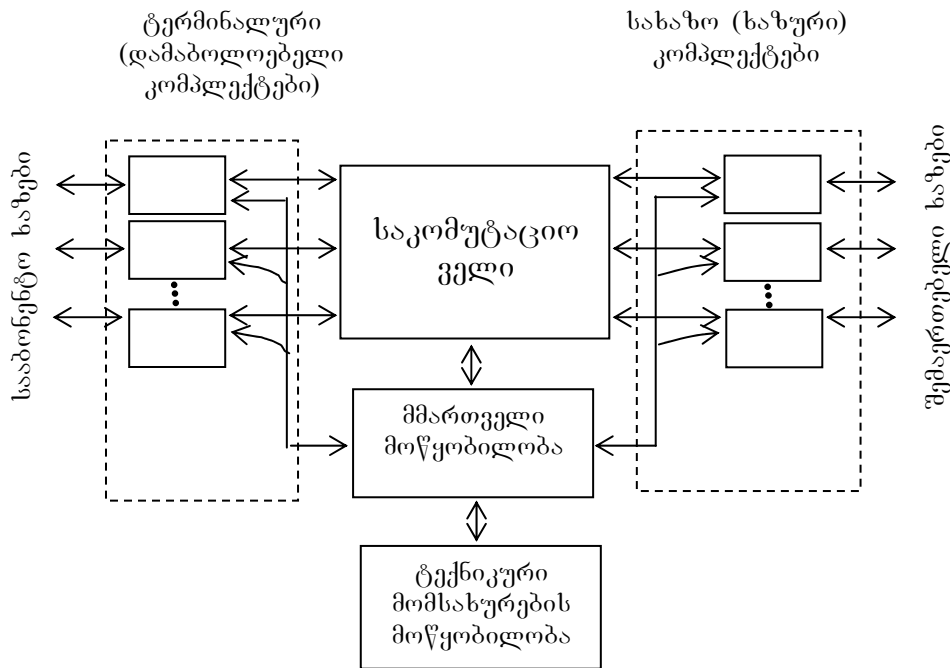 ტერმინალური
(დამაბოლოებელი
კომპლექტები)
სახაზო (ხაზური)
კომპლექტები
სააბონენტო ხაზები
საკომუტაციო
ველი
შემაერთებელი ხაზები
მმართველი
მოწყობილობა
ტექნიკური
მომსახურების
მოწყობილობა